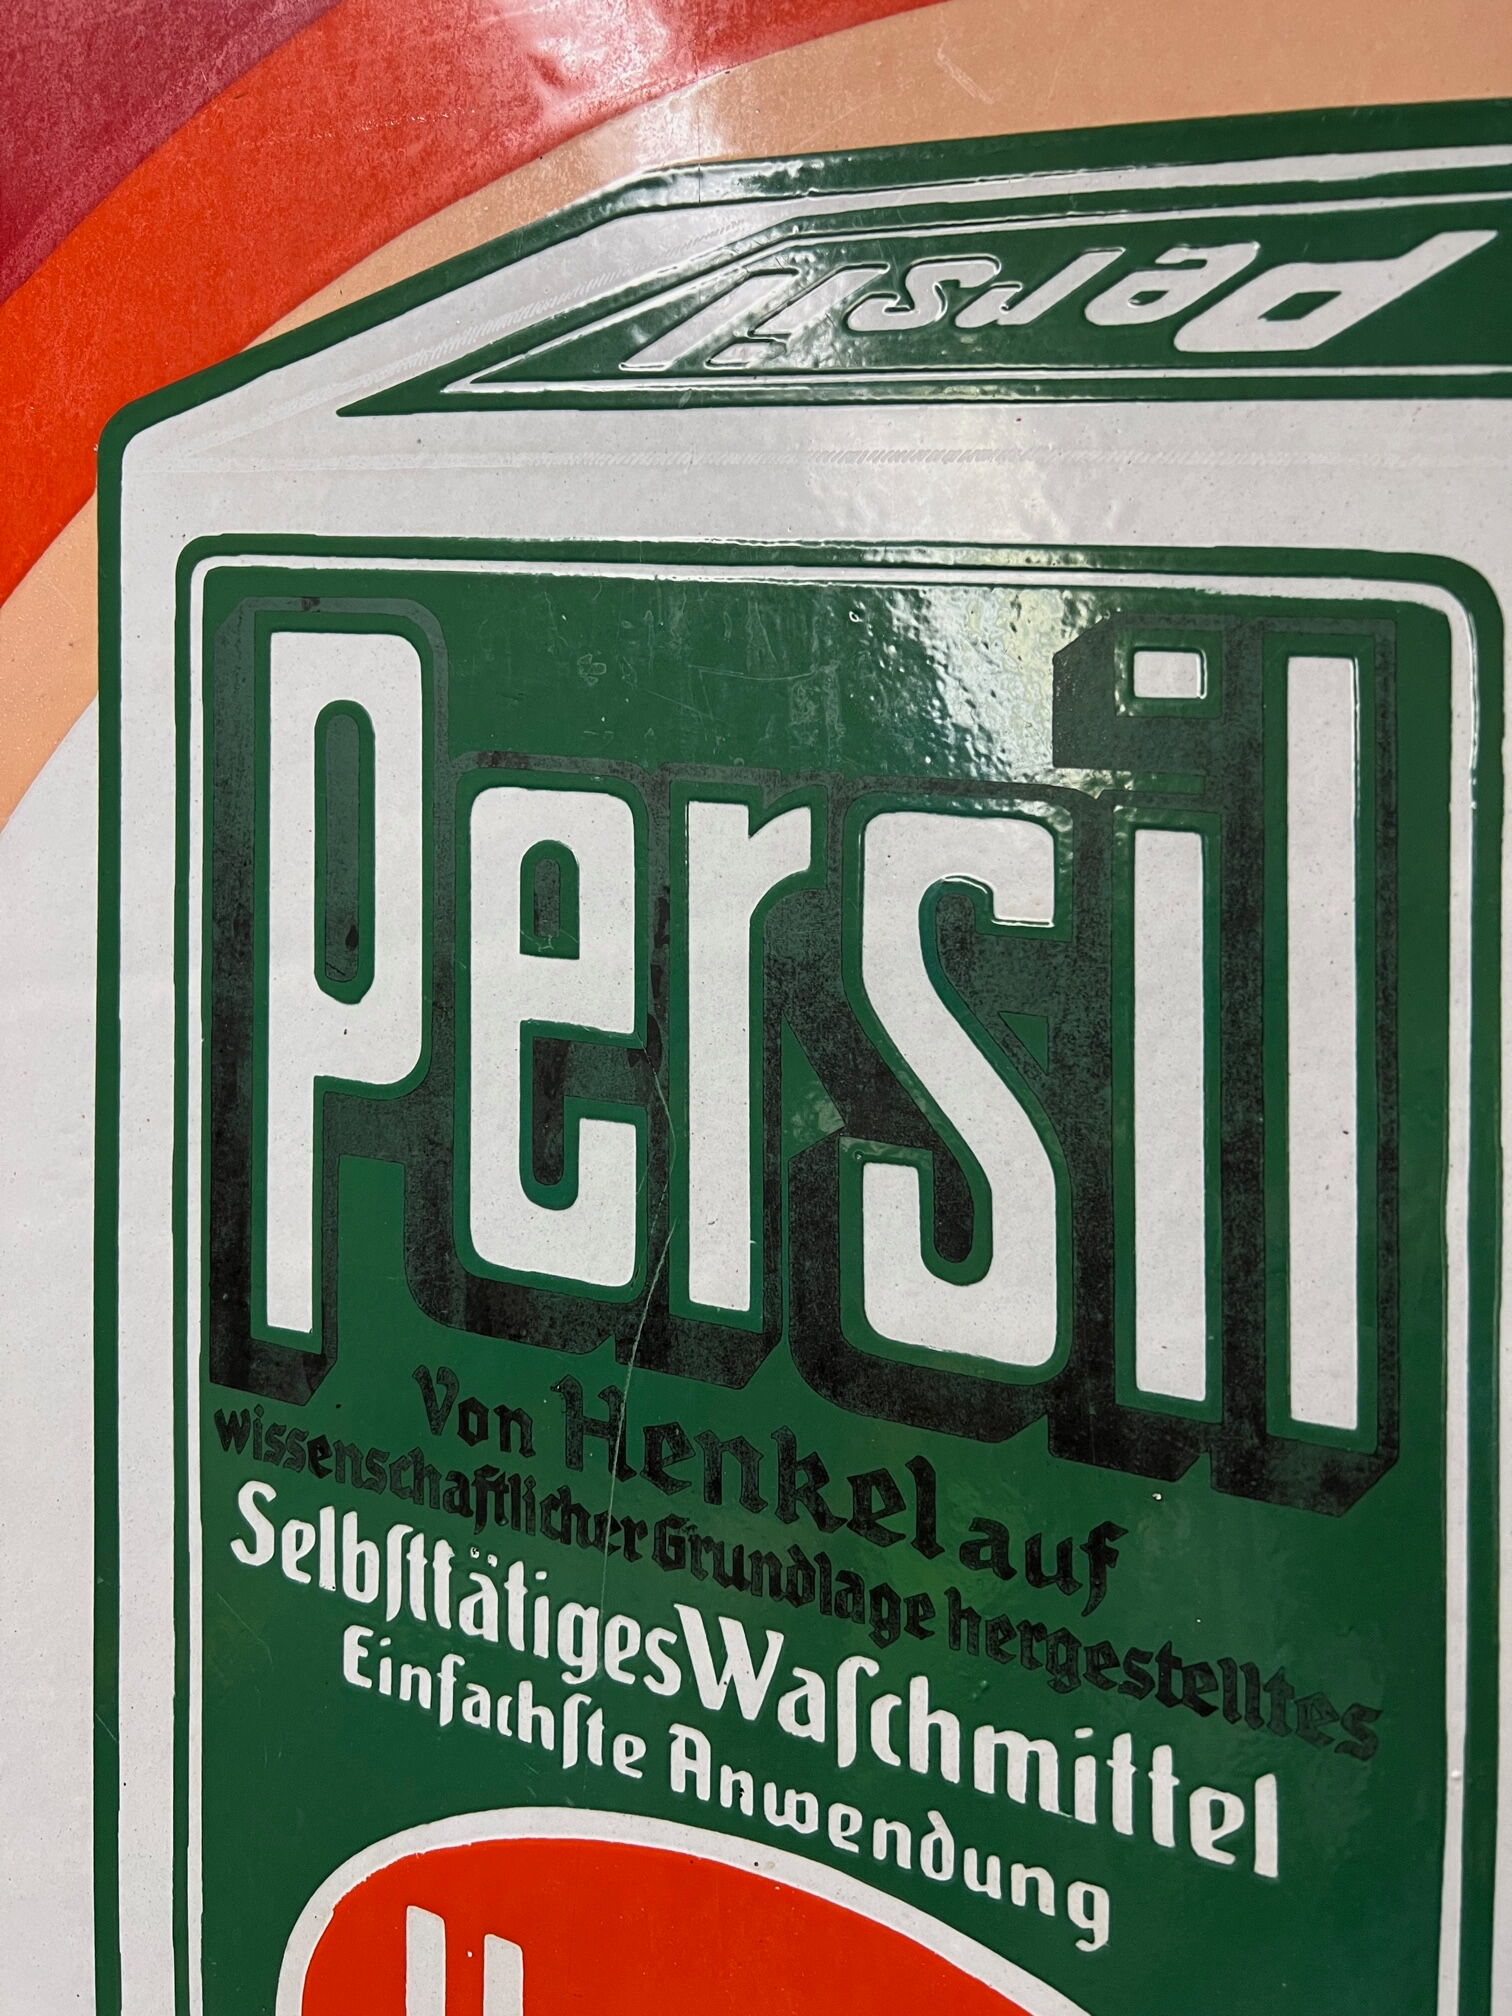 Persil
Persil
von Henkel auf
wissenschaftlicher Grundlage hergestelltes
Selbſttätiges Waſchmittel
Einfachſte Anwendung